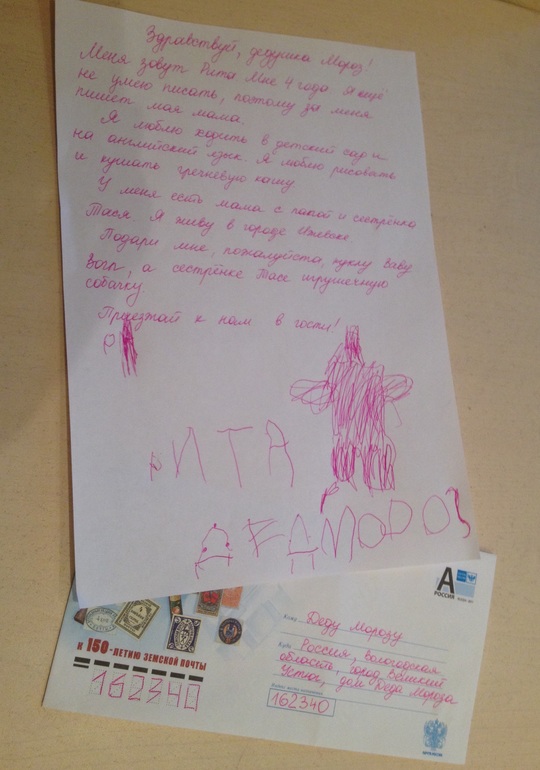 Здравствуй, дедушка Мороз!
Меня зовут Рита Мне 4 года Я ещё
не умею писать, поэтому за меня
пишет моя мама.
Я люблю ходить в детский сад и
на английский язык. Я люблю рисовать
и кушать гречневую кашу
У меня есть мама с папой и сестрёнка
Тася. Я живу в городе Ижевске
Подари мне, пожалуйста, куклу
а сестрёнке Тасе игрушечную
собачку
Приезжай к нам в гости!
РИТА
ДЕДМОРОЗ
А
РОССИЯ
К 150-ЛЕТИЮ ЗЕМСКОЙ ПОЧТЫ
Кому Деду Морозу
Куда Россия, Вологодская
область, город Великий
Устюг, дом Деда Мороза
162340
162340